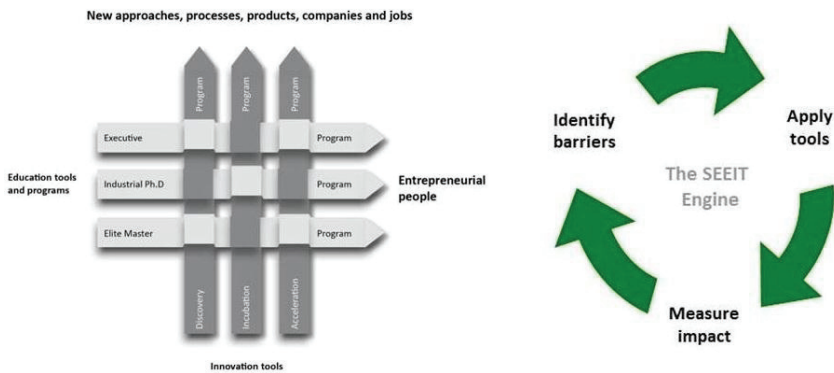 New approaches, processes, products, companies and jobs
Program
Program
Program
Executive
Program
Education tools
and programs
Industrial Ph.D
Program
Entrepreneurial
people
Elite Master
Program
Discovery
Incubation
Acceleration
Innovation tools
Identify
barriers
Apply
tools
The SEEIT
Engine
Measure
impact